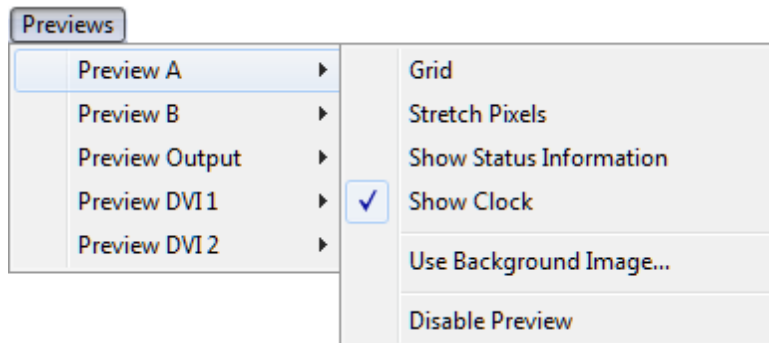 Previews
Preview A
Preview B
Preview Output
Preview DVI 1
Preview DVI 2
Grid
Stretch Pixels
Show Status Information
Show Clock
Use Background Image...
Disable Preview